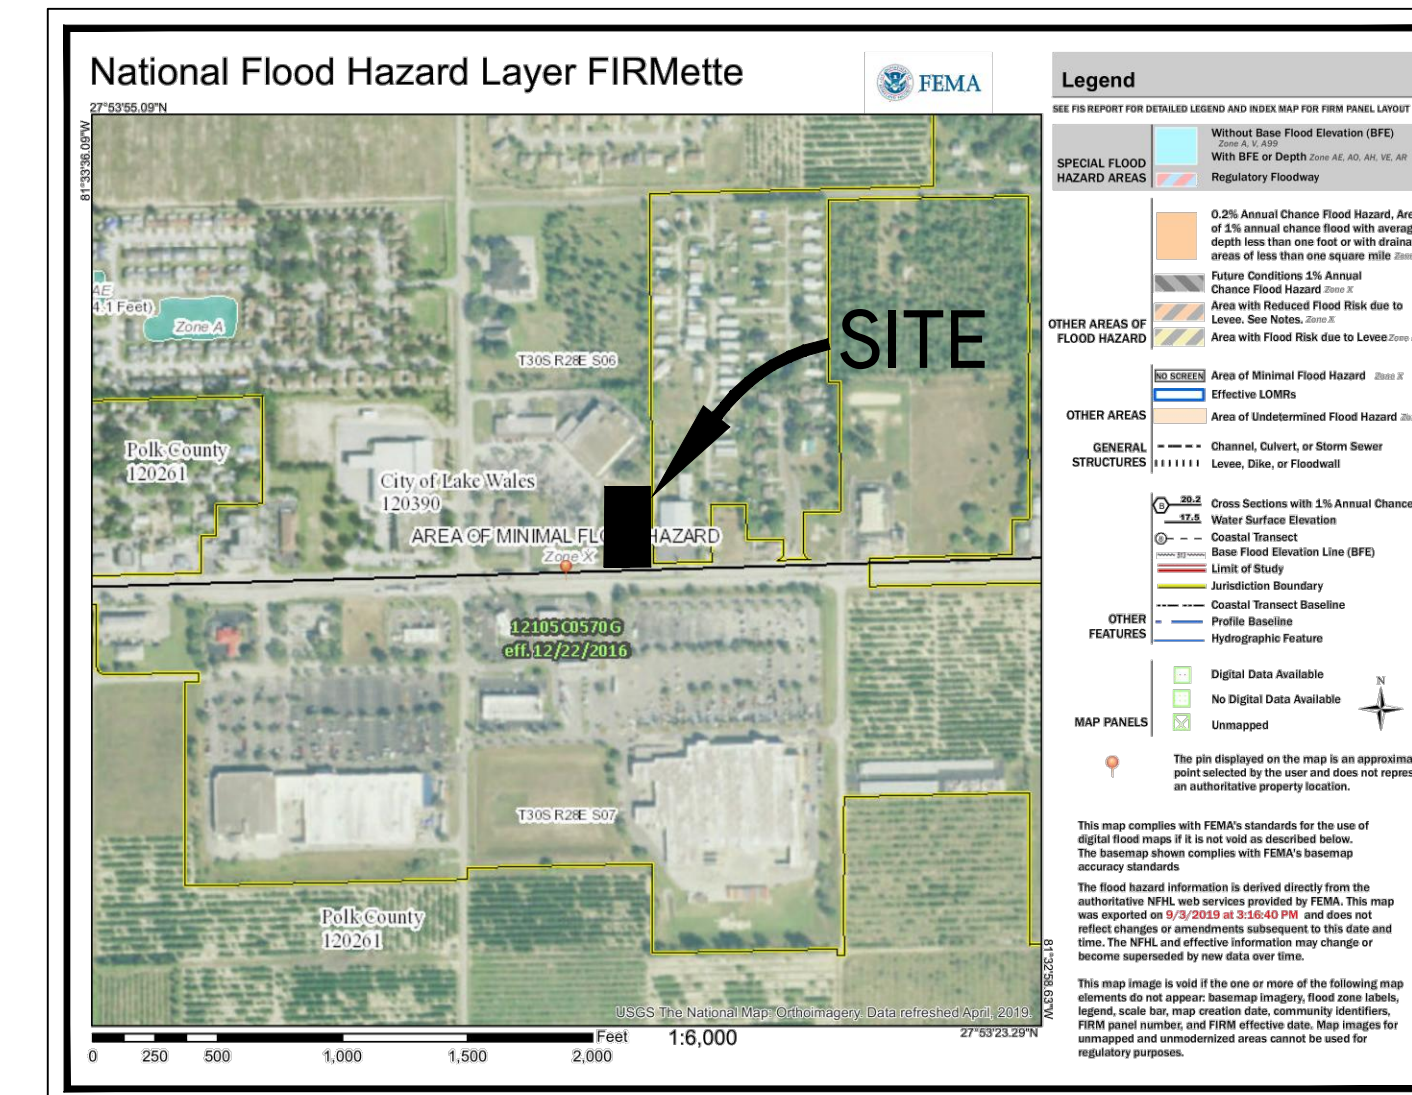 National Flood Hazard Layer FIRMette
FEMA
27°53'55.09"N
81°33'36.09"W
AE
4.1 Feet)
Zone A
T30S R28E S06
SITE
Polk County
120261
City of Lake Wales
120390
AREA OF MINIMAL FLO HAZARD
Zone X
12105C0570G
eff. 12/22/2016
T30S R28E S07
Polk County
120261
81°32'58.63"W
USGS The National Map: Orthoimagery. Data refreshed April, 2019.
27°53'23.29"N
Feet
1:6,000
0 250 500 1,000 1,500 2,000
Legend
SEE FIS REPORT FOR DETAILED LEGEND AND INDEX MAP FOR FIRM PANEL LAYOUT
SPECIAL FLOOD
HAZARD AREAS
Without Base Flood Elevation (BFE)
Zone A, V, A99
With BFE or Depth Zone AE, AO, AH, VE, AR
Regulatory Floodway
OTHER AREAS OF
FLOOD HAZARD
0.2% Annual Chance Flood Hazard, Are
of 1% annual chance flood with averag
depth less than one foot or with draina
areas of less than one square mile Zone
Future Conditions 1% Annual
Chance Flood Hazard Zone X
Area with Reduced Flood Risk due to
Levee. See Notes. Zone X
Area with Flood Risk due to Levee Zone
OTHER AREAS
NO SCREEN Area of Minimal Flood Hazard Zone X
Effective LOMRs
Area of Undetermined Flood Hazard
GENERAL
STRUCTURES
Channel, Culvert, or Storm Sewer
Levee, Dike, or Floodwall
OTHER
FEATURES
B 20.2 Cross Sections with 1% Annual Chance
17.5 Water Surface Elevation
8 Coastal Transect
513 Base Flood Elevation Line (BFE)
Limit of Study
Jurisdiction Boundary
Coastal Transect Baseline
Profile Baseline
Hydrographic Feature
MAP PANELS
Digital Data Available
No Digital Data Available
Unmapped
N
The pin displayed on the map is an approxima
point selected by the user and does not repres
an authoritative property location.
This map complies with FEMA's standards for the use of
digital flood maps if it is not void as described below.
The basemap shown complies with FEMA's basemap
accuracy standards
The flood hazard information is derived directly from the
authoritative NFHL web services provided by FEMA. This map
was exported on 9/3/2019 at 3:16:40 PM and does not
reflect changes or amendments subsequent to this date and
time. The NFHL and effective information may change or
become superseded by new data over time.
This map image is void if the one or more of the following map
elements do not appear: basemap imagery, flood zone labels,
legend, scale bar, map creation date, community identifiers,
FIRM panel number, and FIRM effective date. Map images for
unmapped and unmodernized areas cannot be used for
regulatory purposes.